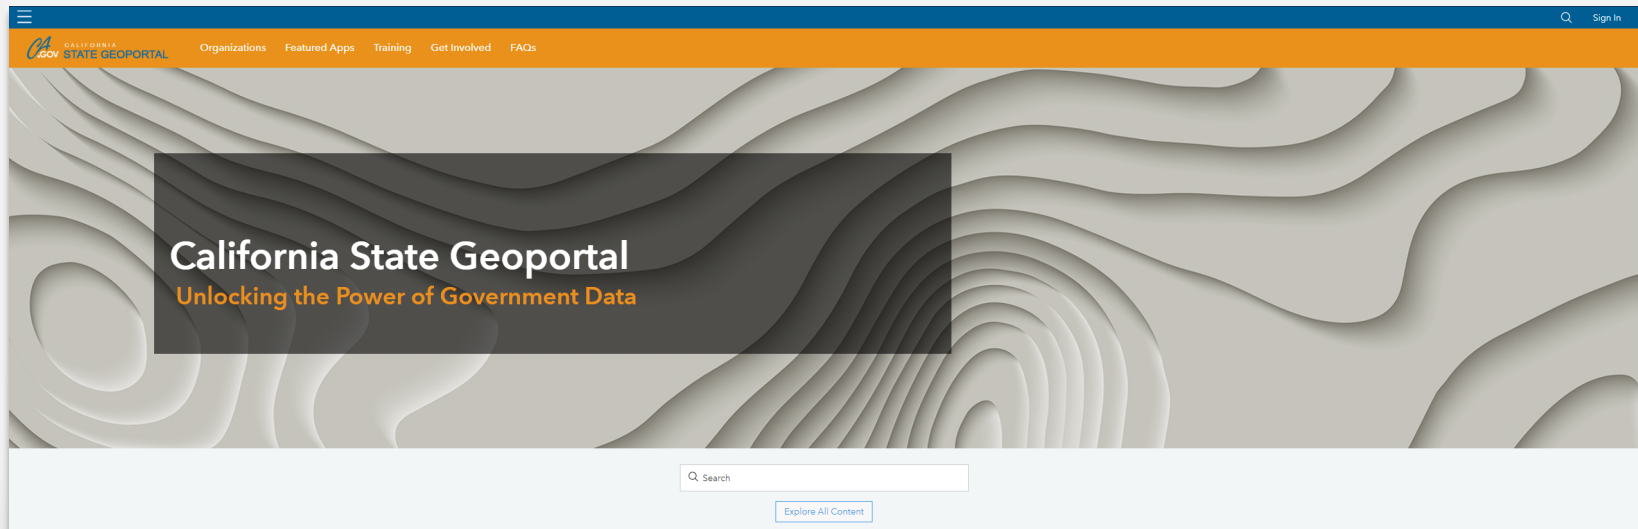 Sign In
CA
.GOV
CALIFORNIA
STATE GEOPORTAL
Organizations Featured Apps Training Get Involved FAQs
California State Geoportal
Unlocking the Power of Government Data
Search
Explore All Content